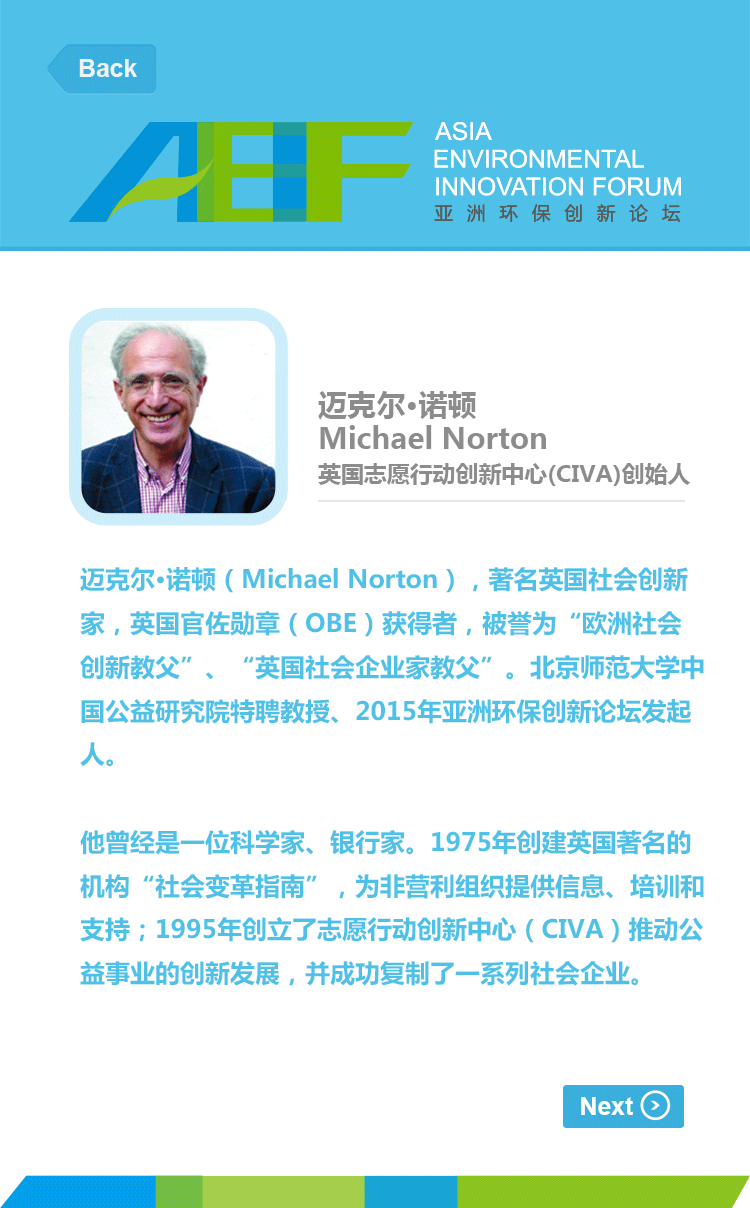 Back
AEF
ASIA
ENVIRONMENTAL
INNOVATION FORUM
亚洲环保创新论坛
迈克尔·诺顿
Michael Norton
英国志愿行动创新中心(CIVA)创始人
迈克尔·诺顿（Michael Norton），著名英国社会创新
家，英国官佐勋章（OBE）获得者，被誉为“欧洲社会
创新教父”、“英国社会企业家教父”。北京师范大学中
国公益研究院特聘教授、2015年亚洲环保创新论坛发起
人。
他曾经是一位科学家、银行家。1975年创建英国著名的
机构“社会变革指南”，为非营利组织提供信息、培训和
支持；1995年创立了志愿行动创新中心（CIVA）推动公
益事业的创新发展，并成功复制了一系列社会企业。
Next